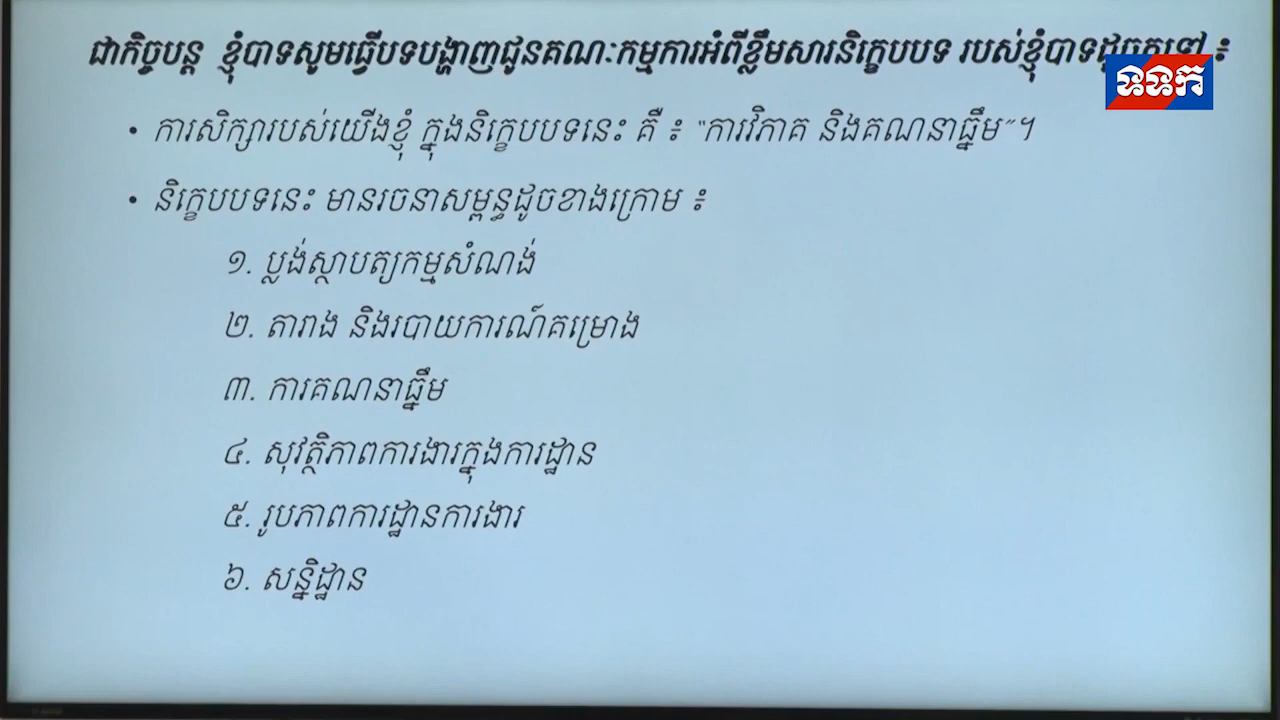 ជាកិច្ចបន្ត ខ្ញុំបាទសូមធ្វើបទបង្ហាញជូនគណៈកម្មការអំពីខ្លឹមសារនិក្ខេបបទ របស់ខ្ញុំបាទ ៖
ទទក
• ការសិក្សារបស់យើងខ្ញុំ ក្នុងនិក្ខេបបទនេះ គឺ ៖ "ការវិភាគ និងគណនាធ្នឹម"។
• និក្ខេបបទនេះ មានរចនាសម្ពន្ធដូចខាងក្រោម ៖
១. ប្លង់ស្ថាបត្យកម្មសំណង់
២. តារាង និងរបាយការណ៍គម្រោង
៣. ការគណនាធ្នឹម
៤. សុវត្ថិភាពការងារក្នុងការដ្ឋាន
៥. រូបភាពការដ្ឋានការងារ
៦. សន្និដ្ឋាន